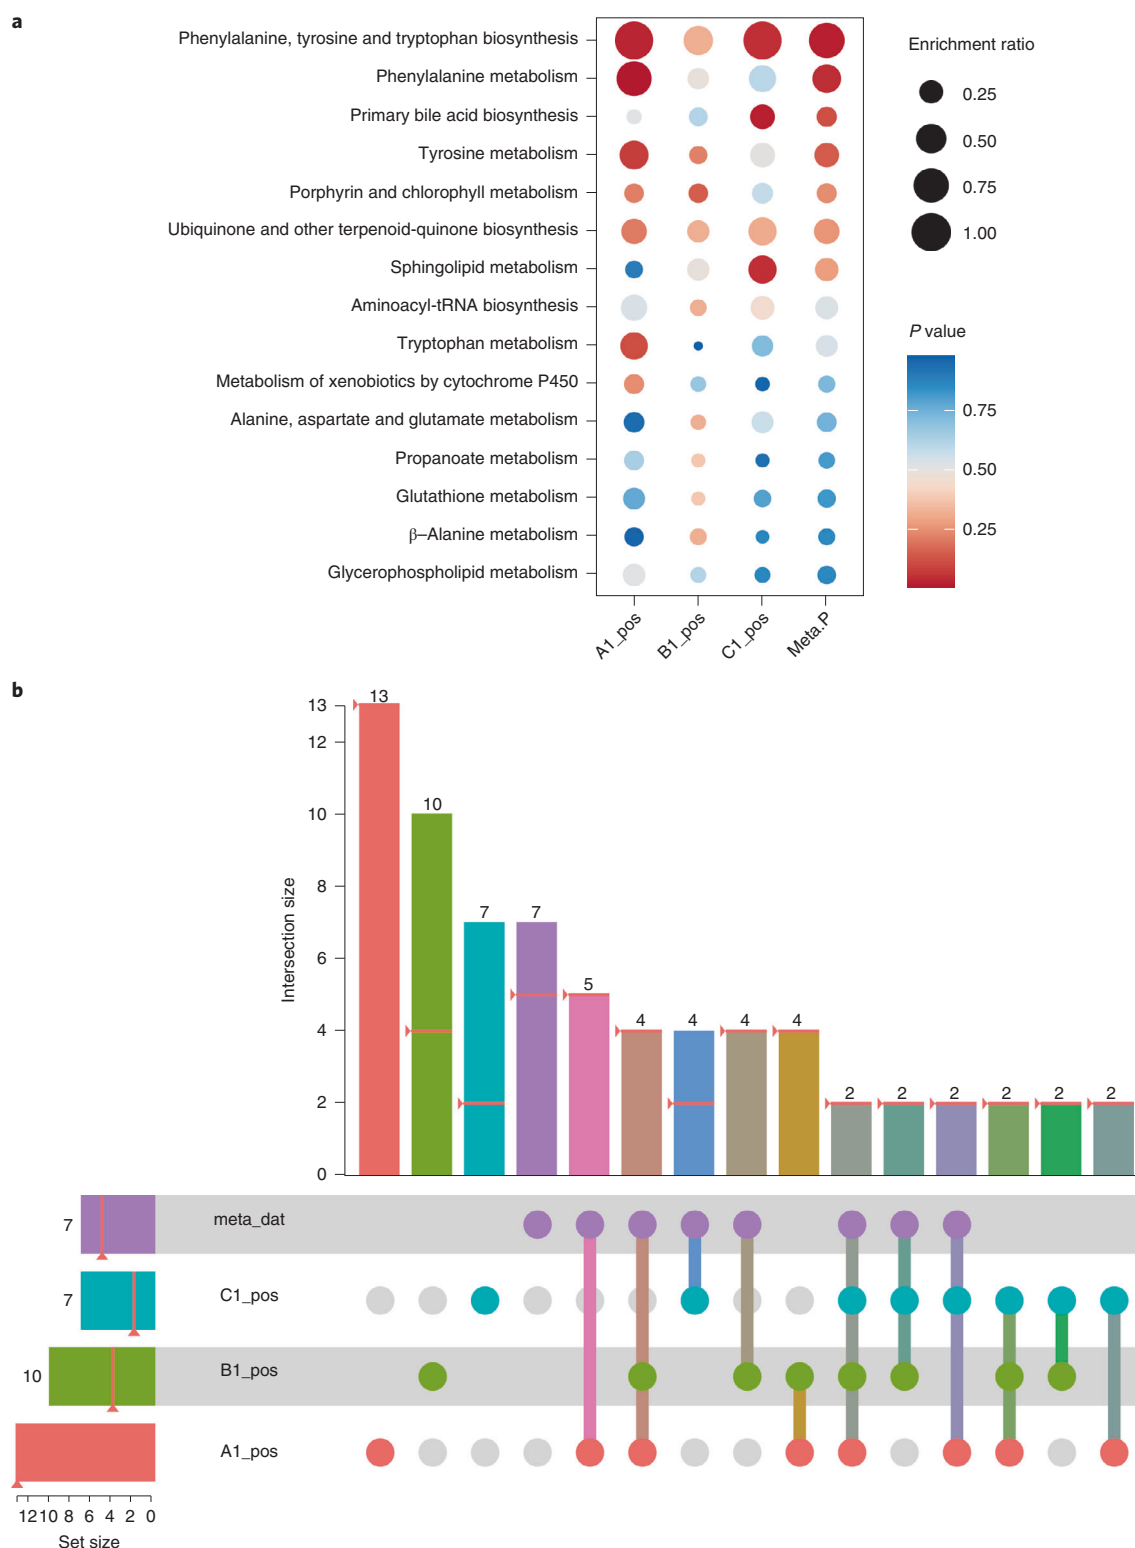 a
Phenylalanine, tyrosine and tryptophan biosynthesis
Phenylalanine metabolism
Primary bile acid biosynthesis
Tyrosine metabolism
Porphyrin and chlorophyll metabolism
Ubiquinone and other terpenoid-quinone biosynthesis
Sphingolipid metabolism
Aminoacyl-tRNA biosynthesis
Tryptophan metabolism
Metabolism of xenobiotics by cytochrome P450
Alanine, aspartate and glutamate metabolism
Propanoate metabolism
Glutathione metabolism
β–Alanine metabolism
Glycerophospholipid metabolism
A1_pos
B1_pos
C1_pos
Meta.P
Enrichment ratio
0.25
0.50
0.75
1.00
P value
0.75
0.50
0.25
b
Intersection size
13
12
10
8
6
4
2
0
13
10
7
7
5
4
4
4
4
2
2
2
2
2
2
7
meta_dat
7
C1_pos
10
B1_pos
A1_pos
12 10 8 6 4 2 0
Set size